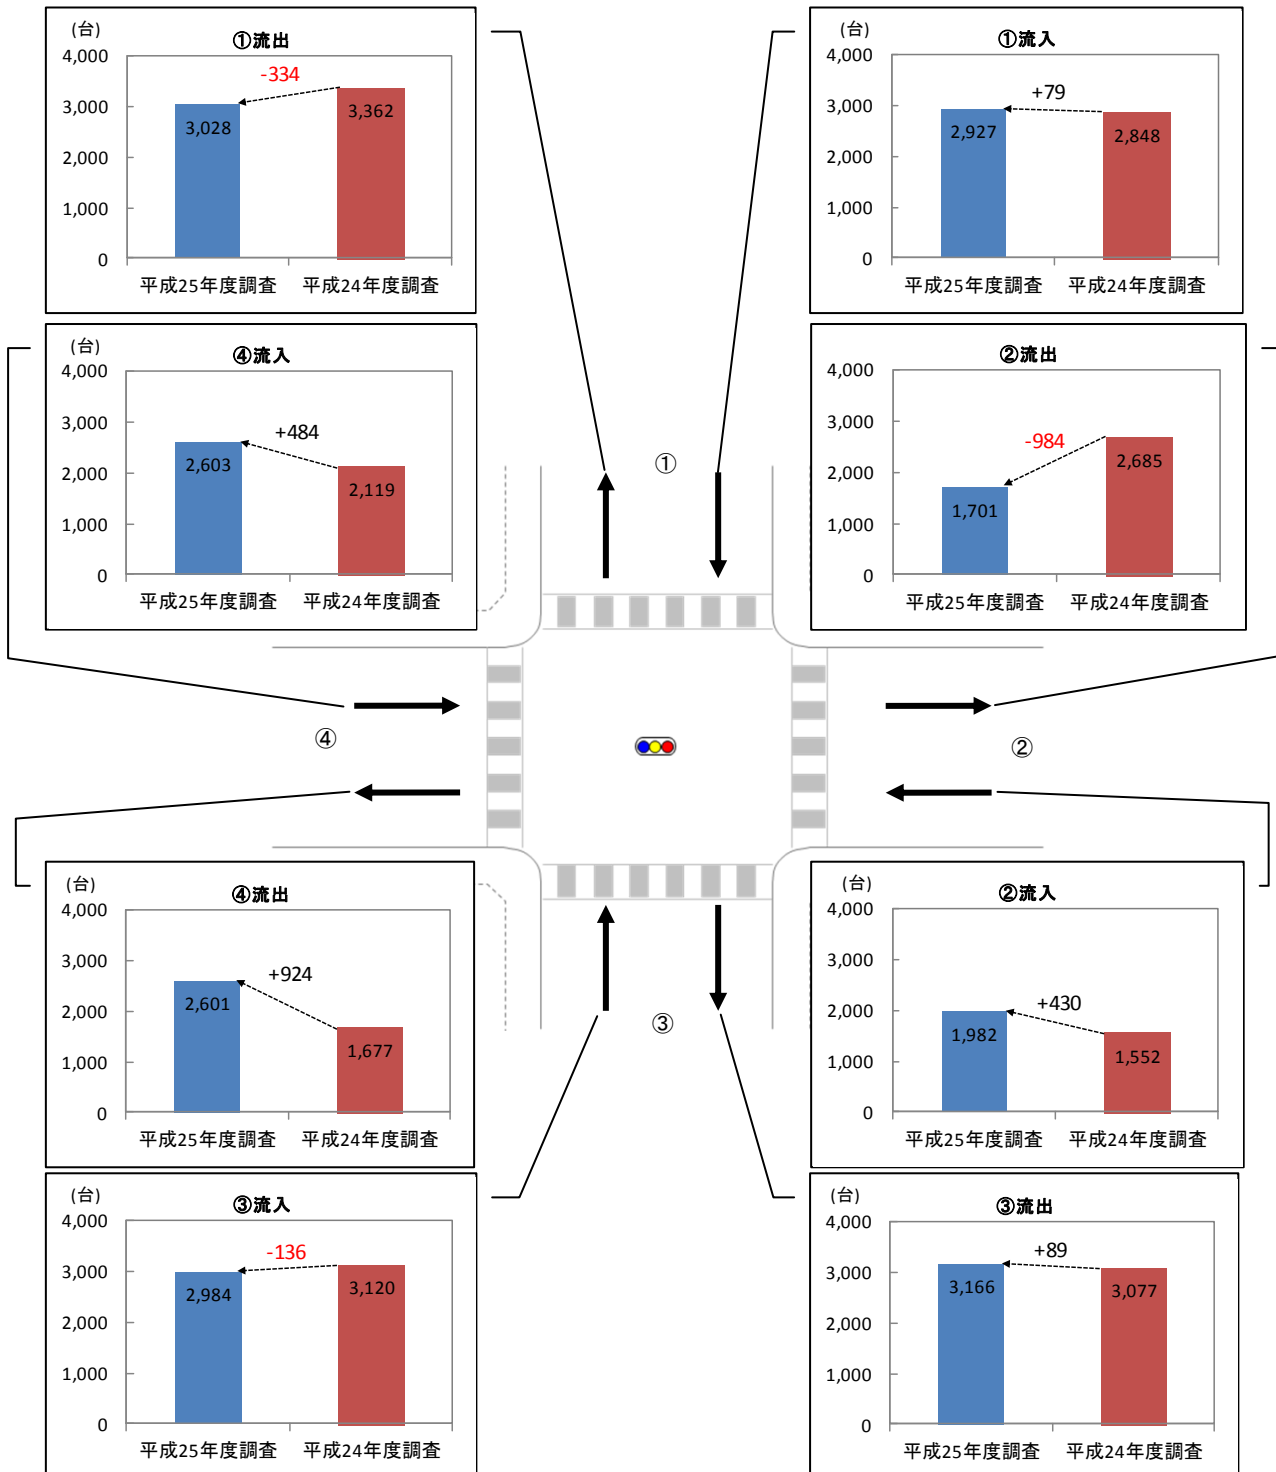 (台)
①流出
4,000
3,000
2,000
1,000
0
-334
3,028
3,362
平成25年度調査 平成24年度調査
(台)
①流入
4,000
3,000
2,000
1,000
0
+79
2,927
2,848
平成25年度調査 平成24年度調査
(台)
④流入
4,000
3,000
2,000
1,000
0
+484
2,603
2,119
平成25年度調査 平成24年度調査
(台)
②流出
4,000
3,000
2,000
1,000
0
-984
1,701
2,685
平成25年度調査 平成24年度調査
①
④
②
③
(台)
④流出
4,000
3,000
2,000
1,000
0
+924
2,601
1,677
平成25年度調査 平成24年度調査
(台)
②流入
4,000
3,000
2,000
1,000
0
+430
1,982
1,552
平成25年度調査 平成24年度調査
(台)
③流入
4,000
3,000
2,000
1,000
0
-136
2,984
3,120
平成25年度調査 平成24年度調査
(台)
③流出
4,000
3,000
2,000
1,000
0
+89
3,166
3,077
平成25年度調査 平成24年度調査